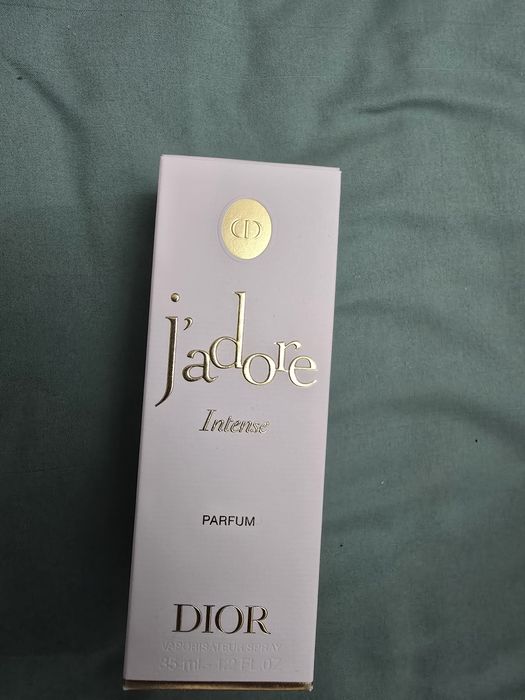 CD
j'adore
Intense
PARFUM
DIOR
VAPORISATEUR-SPRAY
35 ml - 1.2 FL.OZ